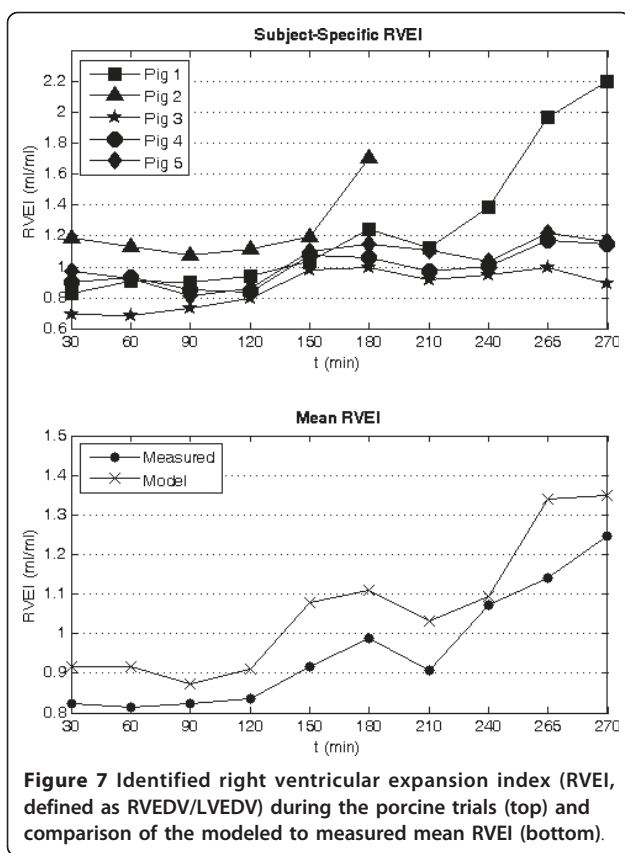 Subject-Specific RVEI
RVEI (ml/ml)
2.2
2
1.8
1.6
1.4
1.2
1
0.8
0.6
Pig 1
Pig 2
Pig 3
Pig 4
Pig 5
30 60 90 120 150 180 210 240 265 270
t (min)
Mean RVEI
RVEI (ml/ml)
1.5
1.4
1.3
1.2
1.1
1
0.9
0.8
Measured
Model
30 60 90 120 150 180 210 240 265 270
t (min)
Figure 7 Identified right ventricular expansion index (RVEI,
defined as RVEDV/LVEDV) during the porcine trials (top) and
comparison of the modeled to measured mean RVEI (bottom).